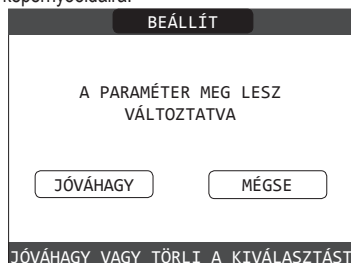 képernyőoldalra.
BEÁLLÍT
A PARAMÉTER MEG LESZ
VÁLTOZTATVA
JÓVÁHAGY
MÉGSE
JÓVÁHAGY VAGY TÖRLI A KIVÁLASZTÁST